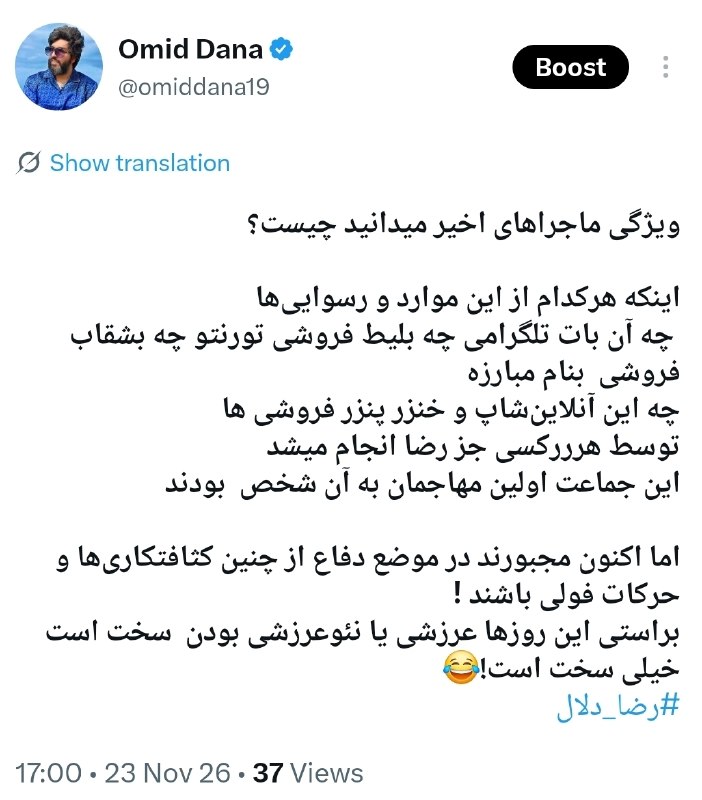 Omid Dana
@omiddana19
Boost
Show translation
ویژگی ماجراهای اخیر میدانید چیست؟
اینکه هرکدام از این موارد و رسوایی‌ها
چه آن بات تلگرامی چه بلیط فروشی تورنتو چه بشقاب
فروشی بنام مبارزه
چه این آنلاین‌شاپ و خنزر پنزر فروشی ها
توسط هرررکسی جز رضا انجام میشد
این جماعت اولین مهاجمان به آن شخص بودند
اما اکنون مجبورند در موضع دفاع از چنین کثافتکاری‌ها و
حرکات فولی باشند !
براستی این روزها عرزشی یا نئوعرزشی بودن سخت است
خیلی سخت است!😂
#رضا_دلال
17:00 • 23 Nov 26 • 37 Views